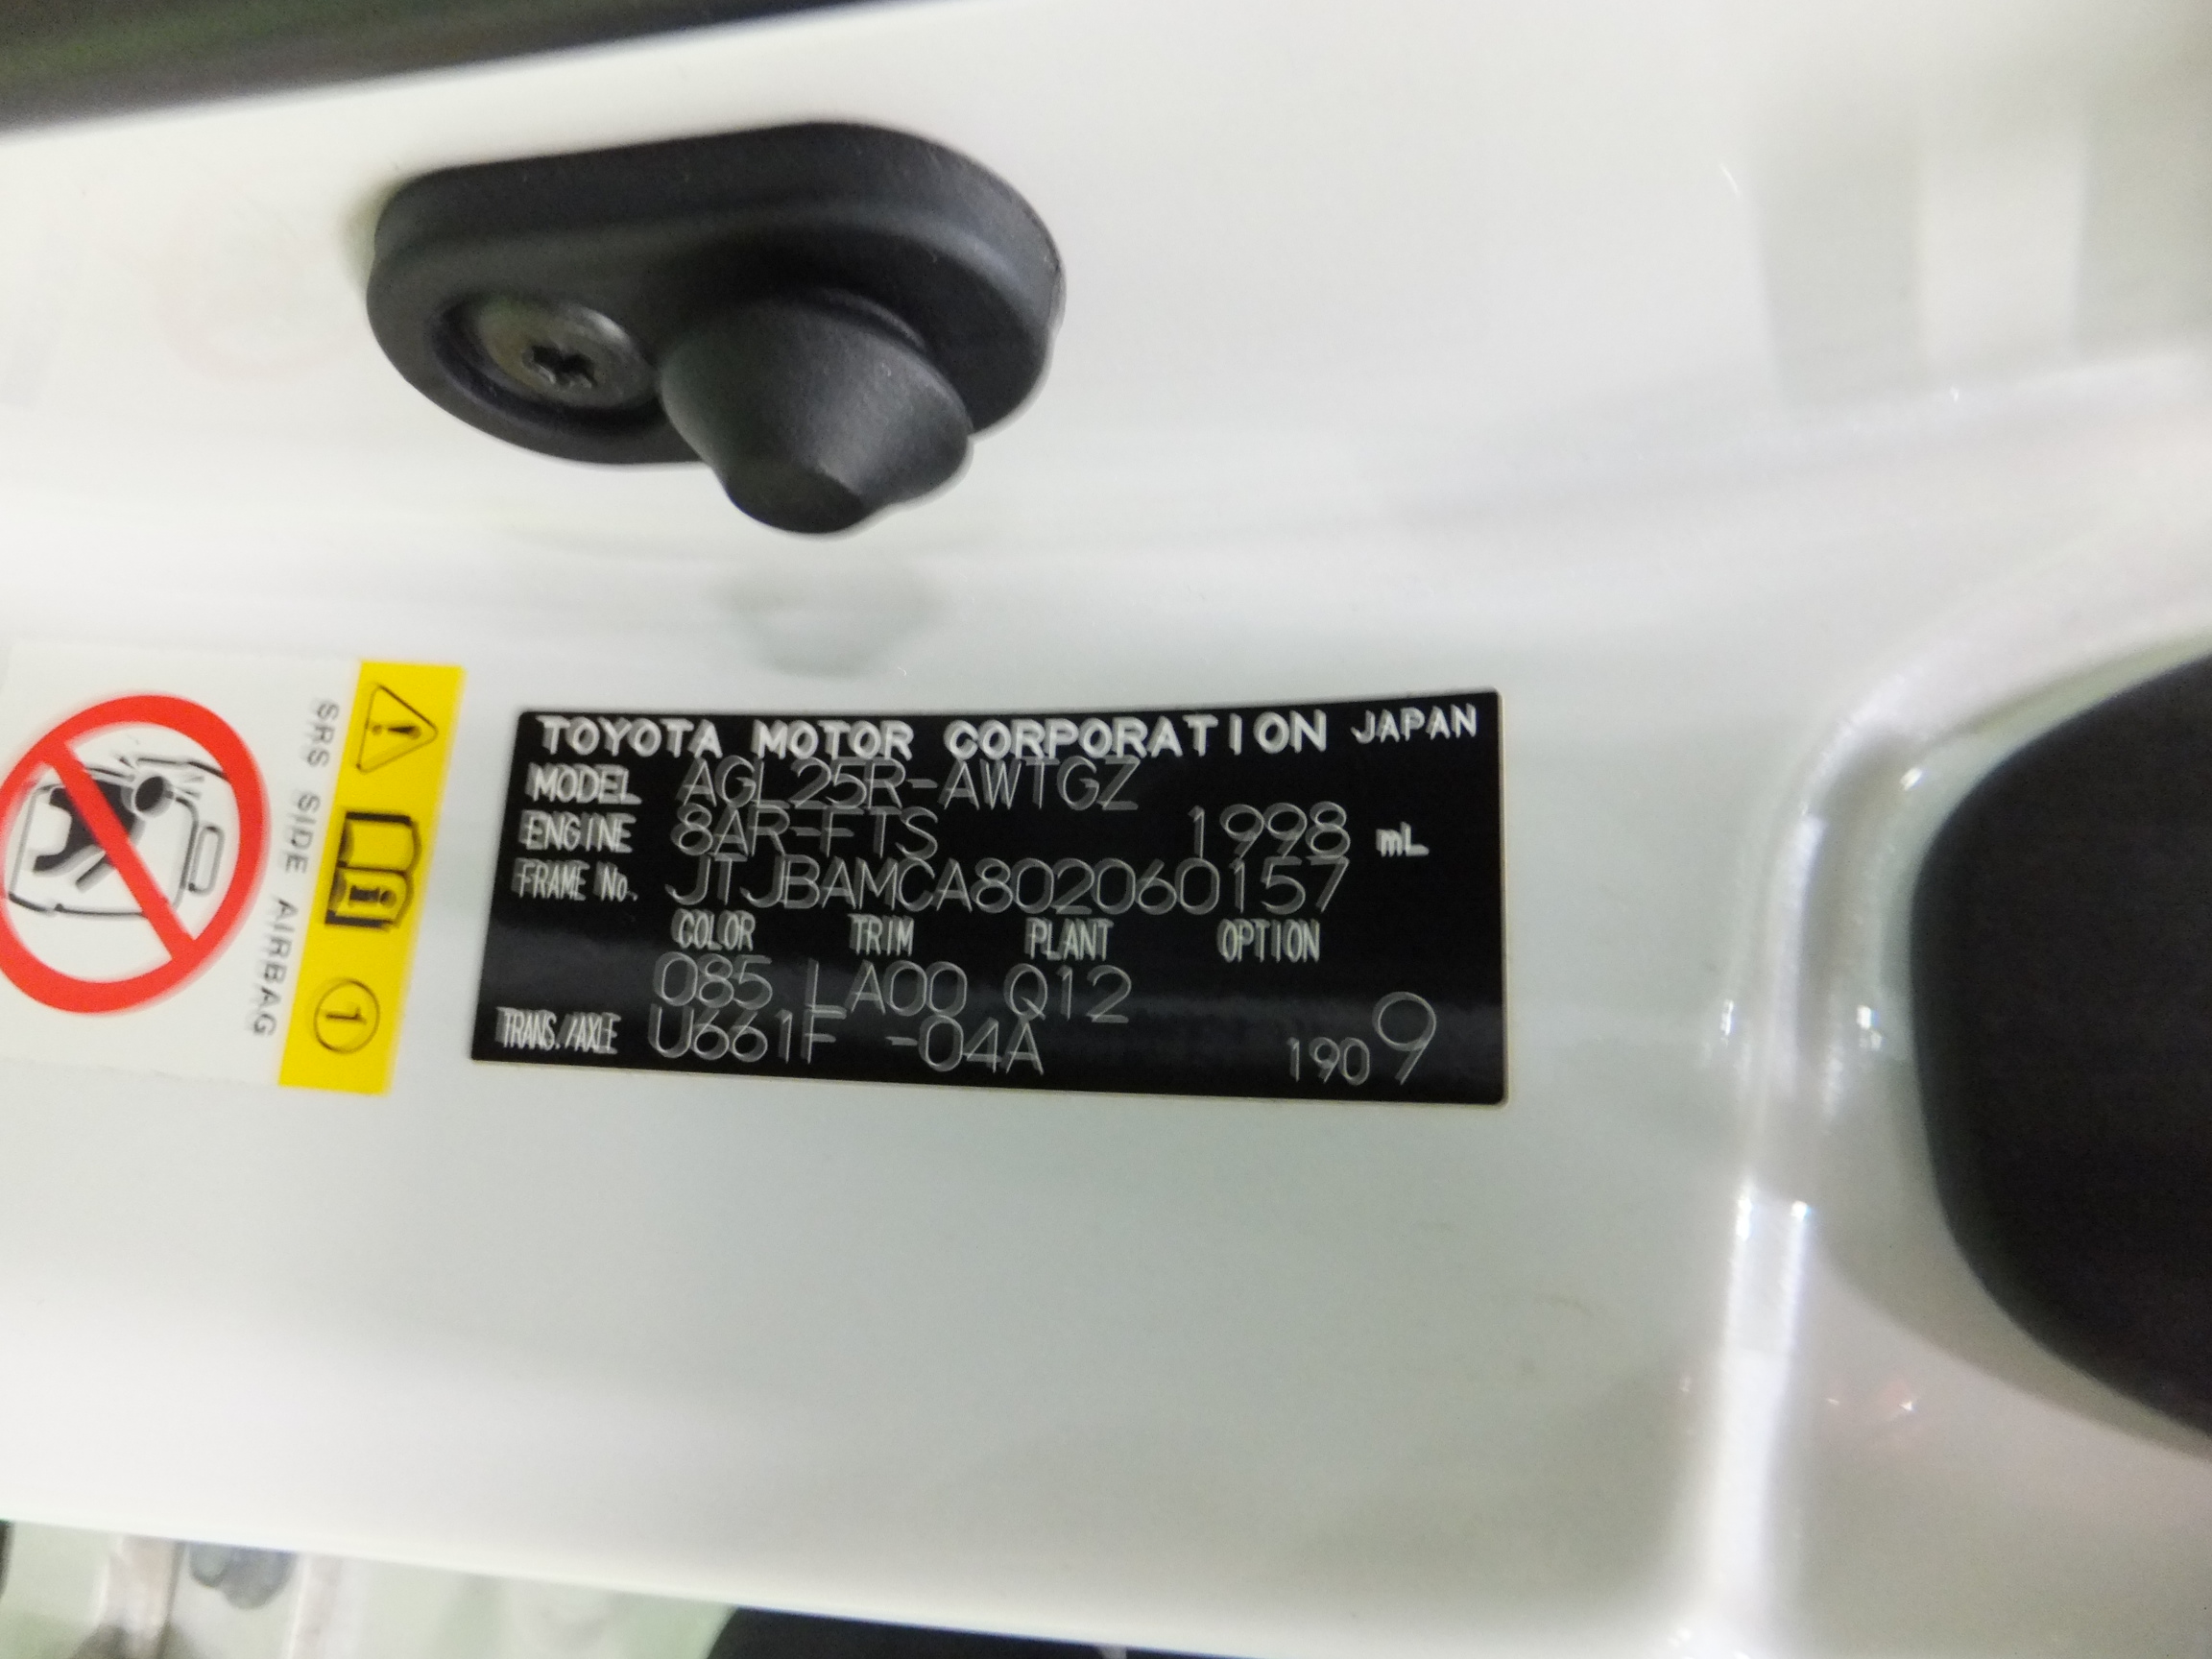 TOYOTA MOTOR CORPORATION JAPAN
MODEL AGL25R-AWTGZ
ENGINE 8AR-FTS 1998 mL
FRAME No. JTJBAMCA802060157
COLOR TRIM PLANT OPTION
085 LA00 Q12
TRANS./AXLE U661F -04A 1909
SRS SIDE AIRBAG
1